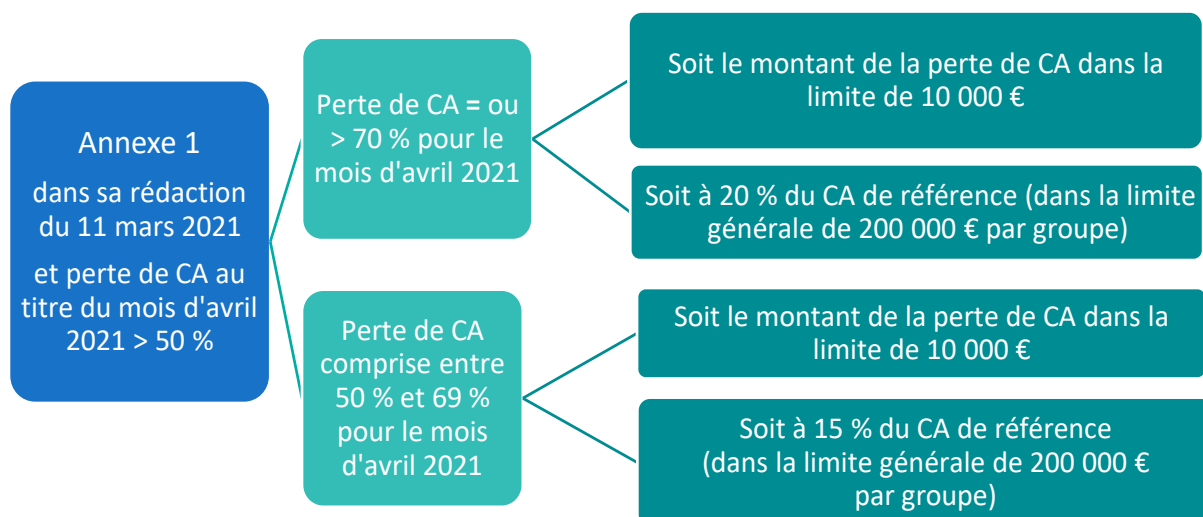 Annexe 1
dans sa rédaction
du 11 mars 2021
et perte de CA au
titre du mois d'avril
2021 > 50 %
Perte de CA = ou
> 70 % pour le
mois d'avril 2021
Soit le montant de la perte de CA dans la
limite de 10 000 €
Soit à 20 % du CA de référence (dans la limite
générale de 200 000 € par groupe)
Perte de CA
comprise entre
50 % et 69 %
pour le mois
d'avril 2021
Soit le montant de la perte de CA dans la
limite de 10 000 €
Soit à 15 % du CA de référence
(dans la limite générale de 200 000 €
par groupe)